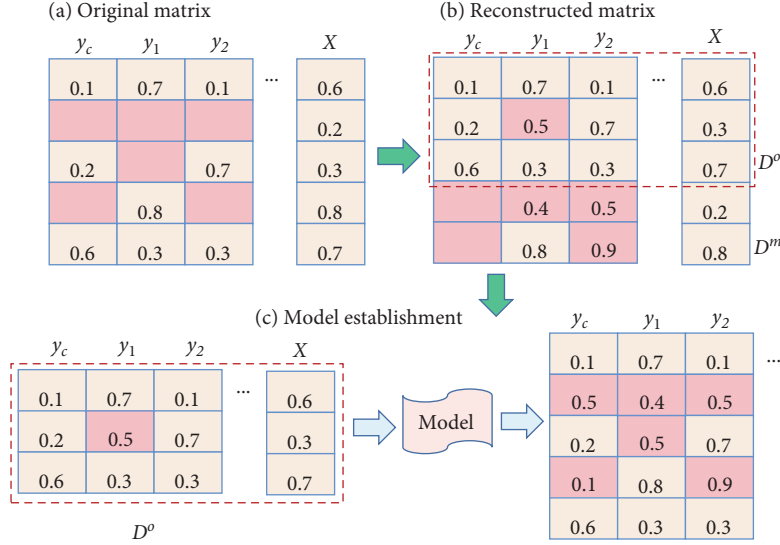 (a) Original matrix
y_c y_1 y_2 ... X
0.1 0.7 0.1 0.6
0.2
0.2 0.7 0.3
0.8 0.8
0.6 0.3 0.3 0.7
(b) Reconstructed matrix
y_c y_1 y_2 ... X
0.1 0.7 0.1 0.6
0.2 0.5 0.7 0.3
0.6 0.3 0.3 0.7 D^o
0.4 0.5 0.2
0.8 0.9 0.8 D^m
(c) Model establishment
y_c y_1 y_2 ... X
0.1 0.7 0.1 0.6
0.2 0.5 0.7 0.3
0.6 0.3 0.3 0.7
D^o
Model
y_c y_1 y_2 ...
0.1 0.7 0.1
0.5 0.4 0.5
0.2 0.5 0.7
0.1 0.8 0.9
0.6 0.3 0.3